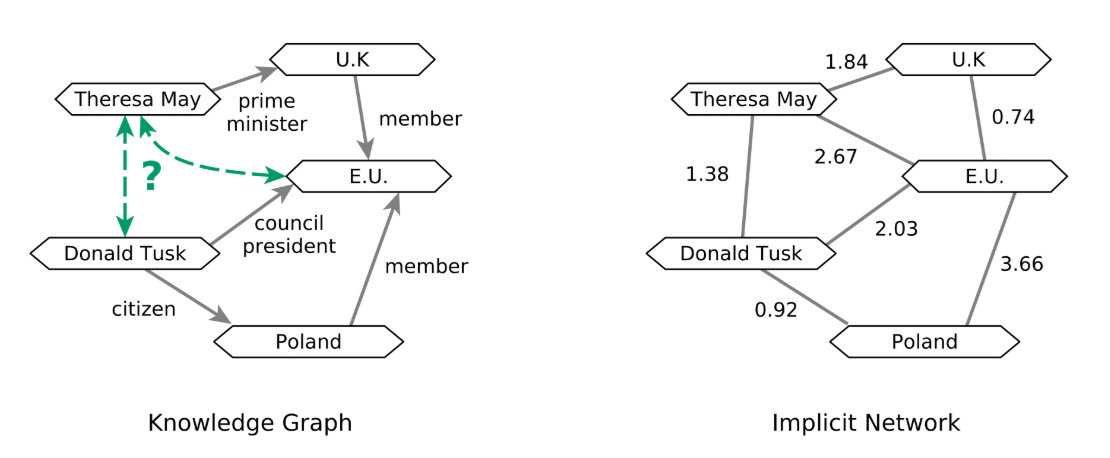 U.K
Theresa May
prime
minister
member
?
E.U.
council
president
Donald Tusk
member
citizen
Poland
Knowledge Graph
U.K
1.84
Theresa May
0.74
2.67
1.38
E.U.
2.03
Donald Tusk
3.66
0.92
Poland
Implicit Network